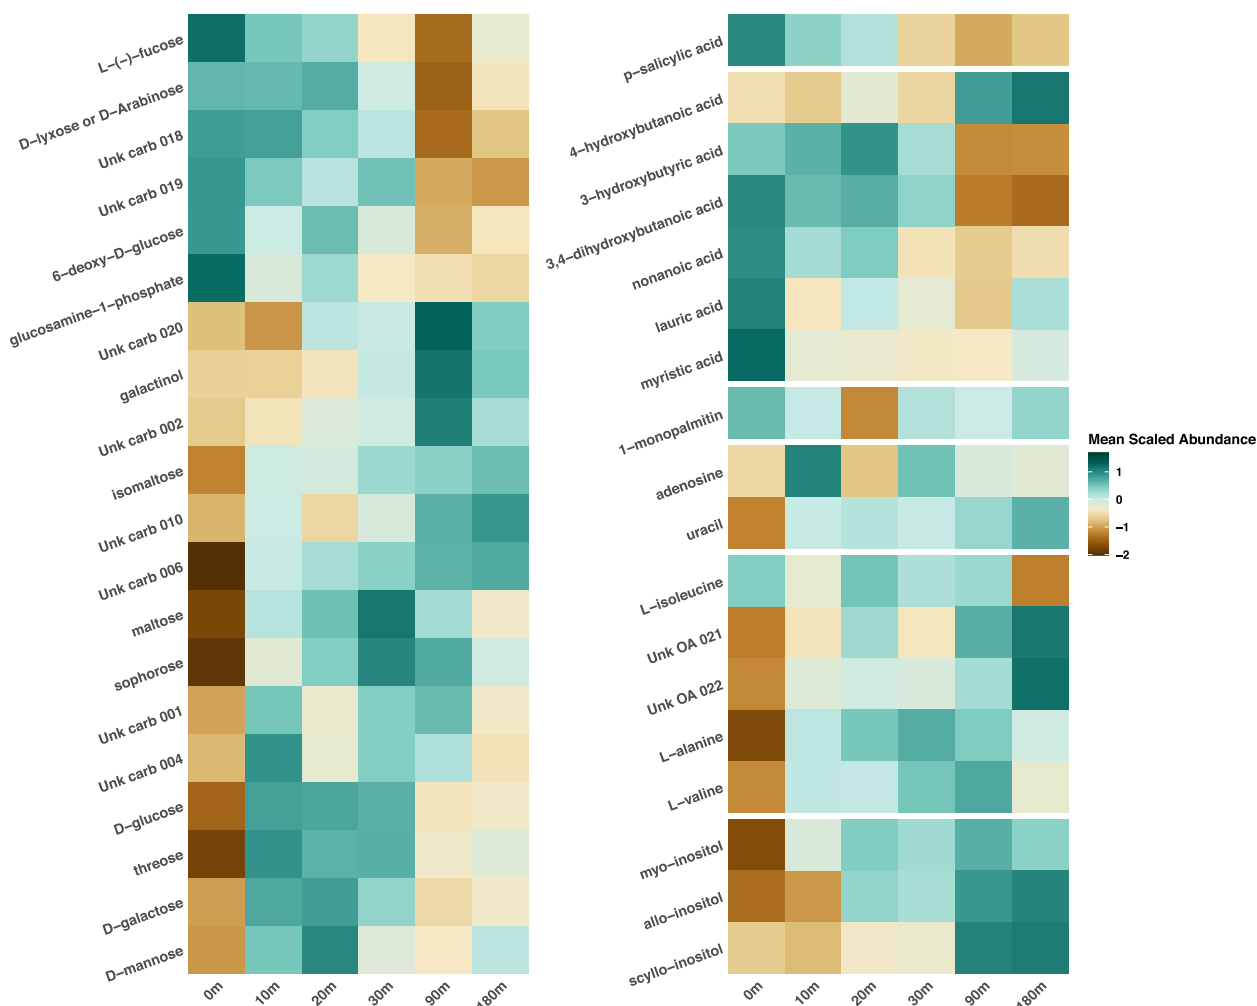 L−(−)−fucose
D−lyxose or D−Arabinose
Unk carb 018
Unk carb 019
6−deoxy−D−glucose
glucosamine−1−phosphate
Unk carb 020
galactinol
Unk carb 002
isomaltose
Unk carb 010
Unk carb 006
maltose
sophorose
Unk carb 001
Unk carb 004
D−glucose
threose
D−galactose
D−mannose
0m
10m
20m
30m
90m
180m
p−salicylic acid
4−hydroxybutanoic acid
3−hydroxybutyric acid
3,4−dihydroxybutanoic acid
nonanoic acid
lauric acid
myristic acid
1−monopalmitin
adenosine
uracil
L−isoleucine
Unk OA 021
Unk OA 022
L−alanine
L−valine
myo−inositol
allo−inositol
scyllo−inositol
0m
10m
20m
30m
90m
180m
Mean Scaled Abundance
1
0
−1
−2